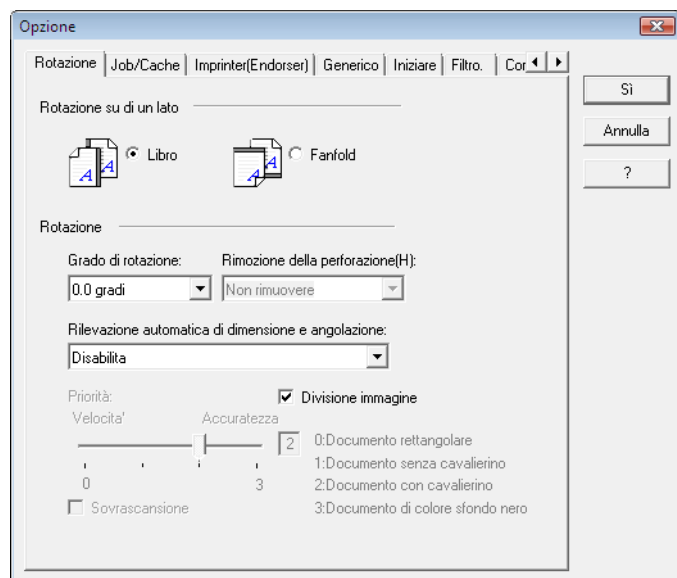 Opzione
Rotazione Job/Cache Imprinter(Endorser) Generico Iniziare Filtro. Cor
Sì
Annulla
?
Rotazione su di un lato
A A Libro
A Fanfold
Rotazione
Grado di rotazione: Rimozione della perforazione(H):
0.0 gradi Non rimuovere
Rilevazione automatica di dimensione e angolazione:
Disabilita
Priorità: Divisione immagine
Velocita' Accuratezza
2
0 3
0:Documento rettangolare
1:Documento senza cavalierino
2:Documento con cavalierino
3:Documento di colore sfondo nero
Sovrascansione